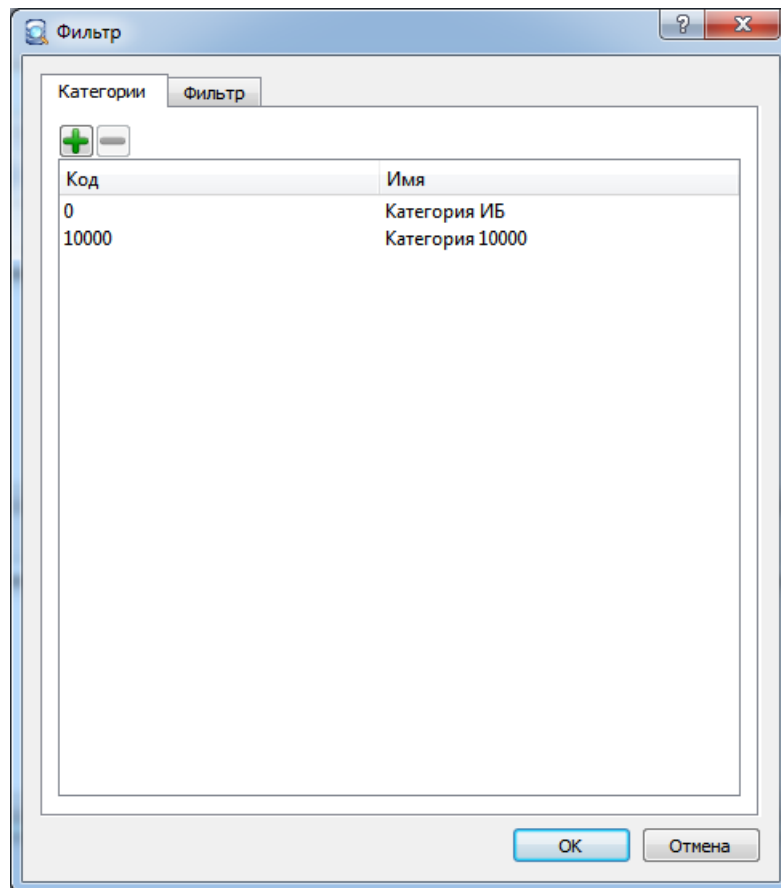 Фильтр
Категории Фильтр
Код Имя
0 Категория ИБ
10000 Категория 10000
OK Отмена